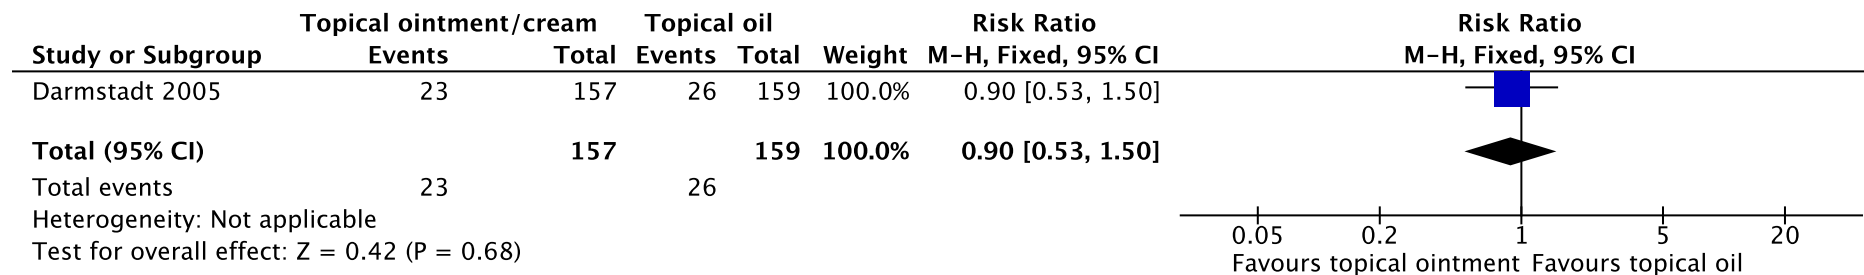 Topical ointment/cream Topical oil Risk Ratio Risk Ratio
Study or Subgroup Events Total Events Total Weight M-H, Fixed, 95% CI M-H, Fixed, 95% CI
Darmstadt 2005 23 157 26 159 100.0% 0.90 [0.53, 1.50]
Total (95% CI) 157 159 100.0% 0.90 [0.53, 1.50]
Total events 23 26
Heterogeneity: Not applicable
Test for overall effect: Z = 0.42 (P = 0.68)
0.05 0.2 1 5 20
Favours topical ointment Favours topical oil